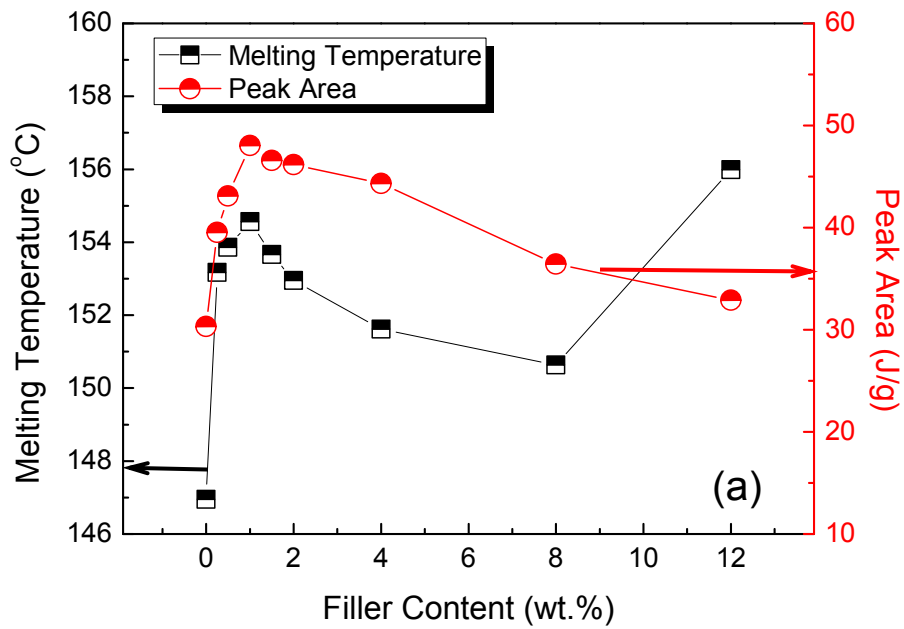 Melting Temperature
Peak Area
Melting Temperature (°C)
160
158
156
154
152
150
148
146
60
50
40
30
20
10
Peak Area (J/g)
(a)
0 2 4 6 8 10 12
Filler Content (wt.%)